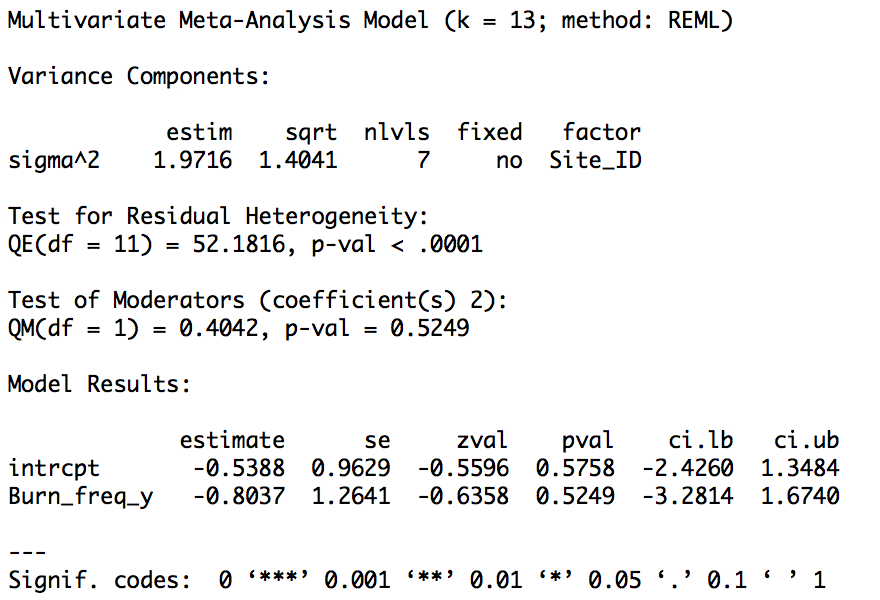 Multivariate Meta-Analysis Model (k = 13; method: REML)
Variance Components:
estim sqrt nlvls fixed factor
sigma^2 1.9716 1.4041 7 no Site_ID
Test for Residual Heterogeneity:
QE(df = 11) = 52.1816, p-val < .0001
Test of Moderators (coefficient(s) 2):
QM(df = 1) = 0.4042, p-val = 0.5249
Model Results:
estimate se zval pval ci.lb ci.ub
intrcpt -0.5388 0.9629 -0.5596 0.5758 -2.4260 1.3484
Burn_freq_y -0.8037 1.2641 -0.6358 0.5249 -3.2814 1.6740
---
Signif. codes: 0 ‘***’ 0.001 ‘**’ 0.01 ‘*’ 0.05 ‘.’ 0.1 ‘ ’ 1